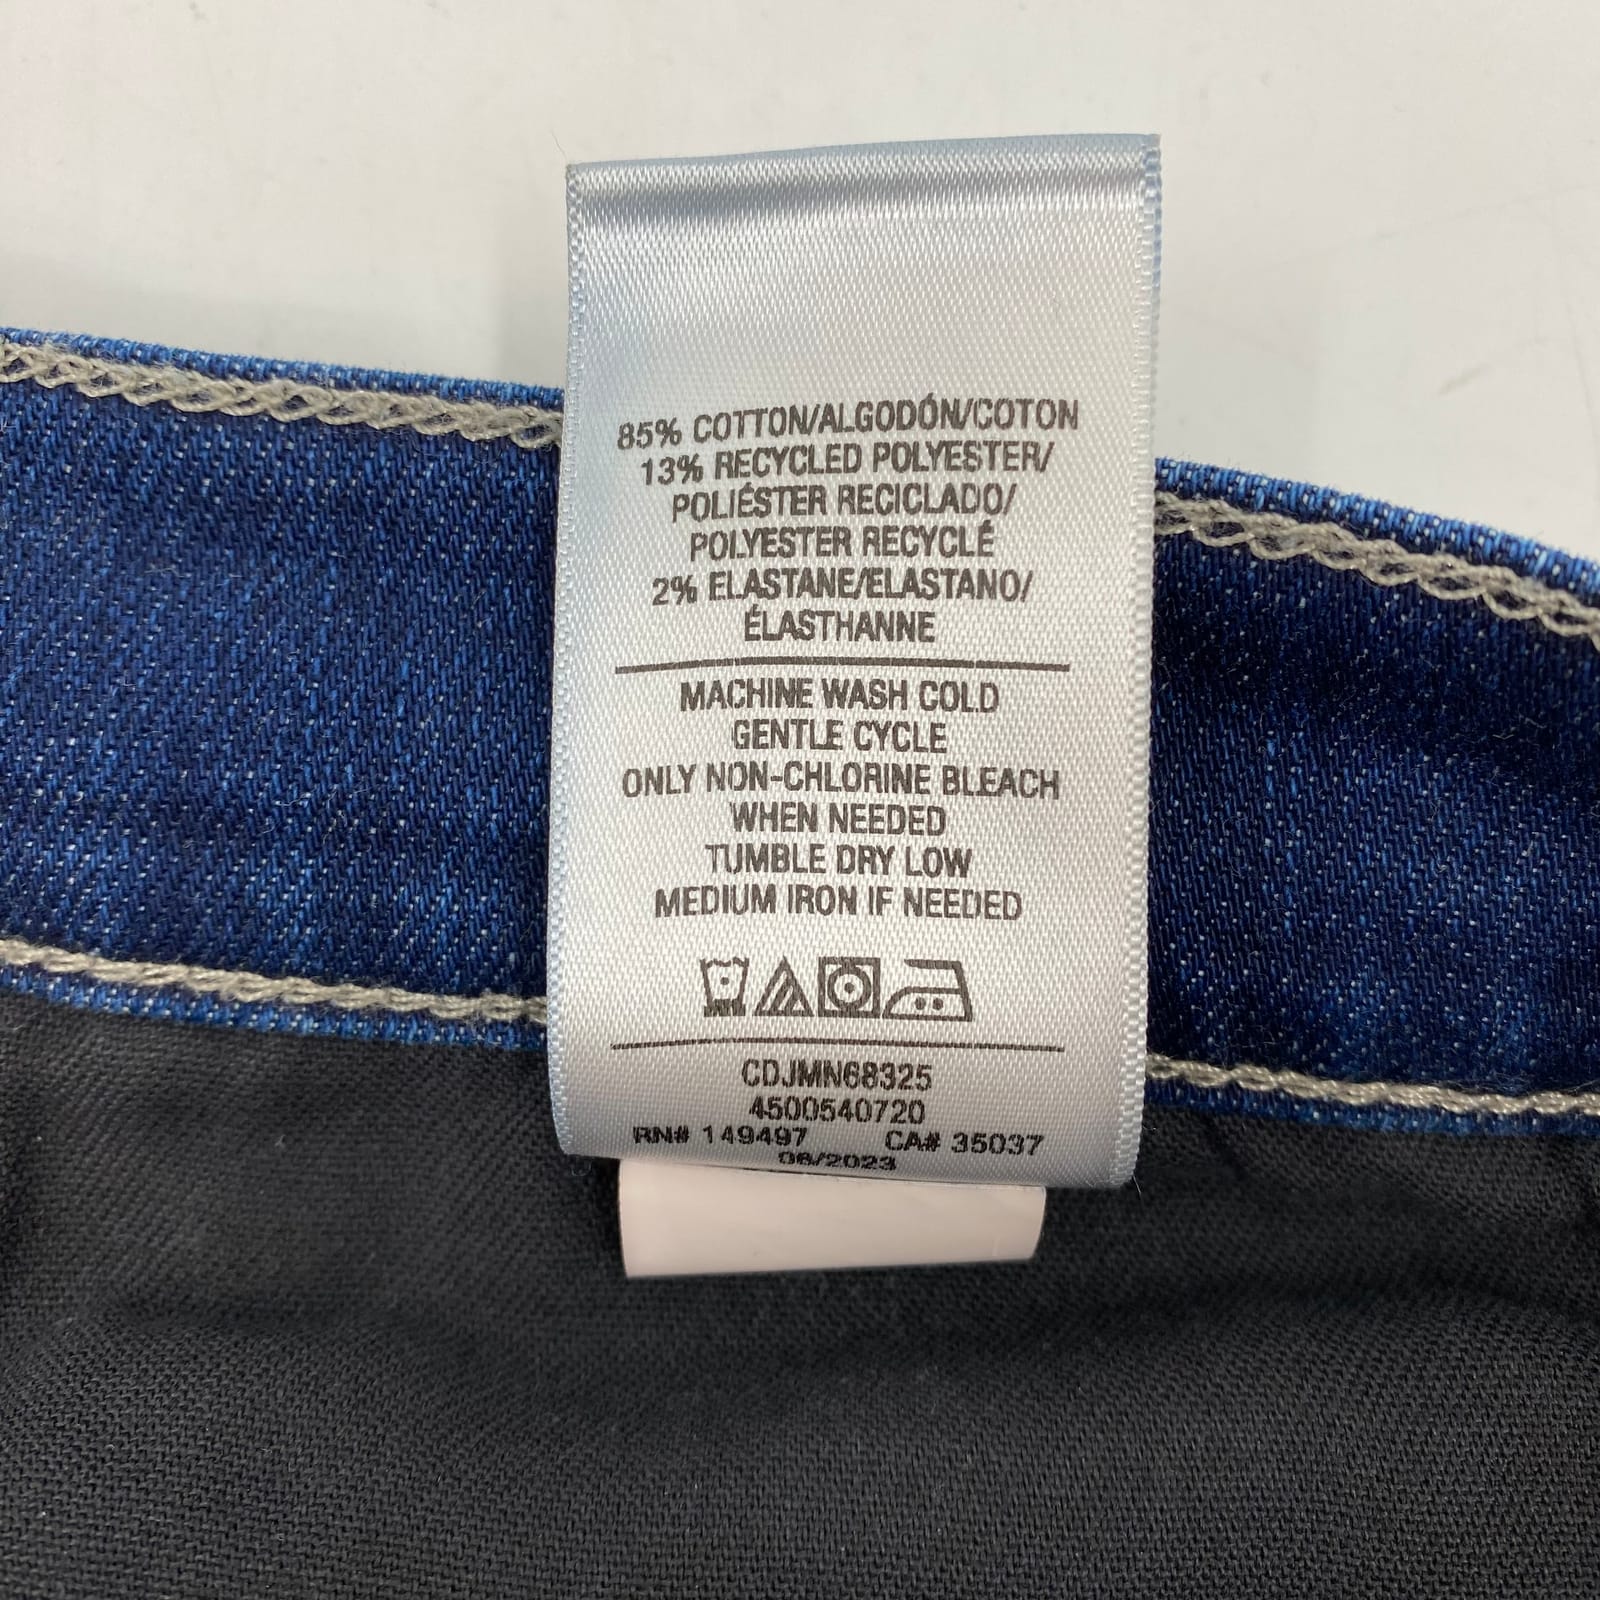 85% COTTON/ALGODÓN/COTON
13% RECYCLED POLYESTER/
POLIÉSTER RECICLADO/
POLYESTER RECYCLÉ
2% ELASTANE/ELASTANO/
ÉLASTHANNE
MACHINE WASH COLD
GENTLE CYCLE
ONLY NON-CHLORINE BLEACH
WHEN NEEDED
TUMBLE DRY LOW
MEDIUM IRON IF NEEDED
CDJMN68325
4500540720
RN# 149497 CA# 35037
06/2023